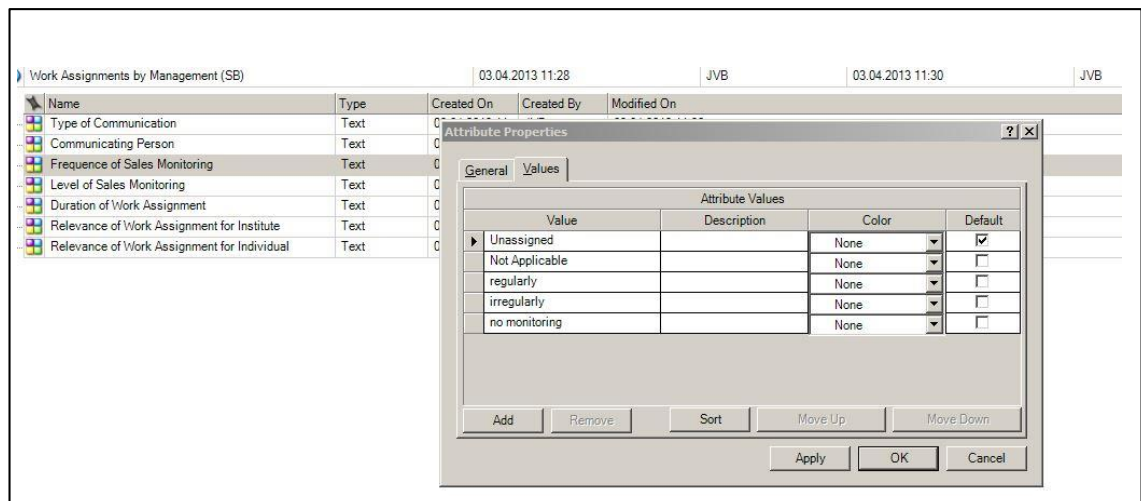 Work Assignments by Management (SB) 03.04.2013 11:28 JVB 03.04.2013 11:30 JVB
Name Type Created On Created By Modified On
Type of Communication Text
Communicating Person Text
Frequence of Sales Monitoring Text
Level of Sales Monitoring Text
Duration of Work Assignment Text
Relevance of Work Assignment for Institute Text
Relevance of Work Assignment for Individual Text
Attribute Properties
General Values
Attribute Values
Value Description Color Default
Unassigned None
Not Applicable None
regularly None
irregularly None
no monitoring None
Add Remove Sort Move Up Move Down
Apply OK Cancel